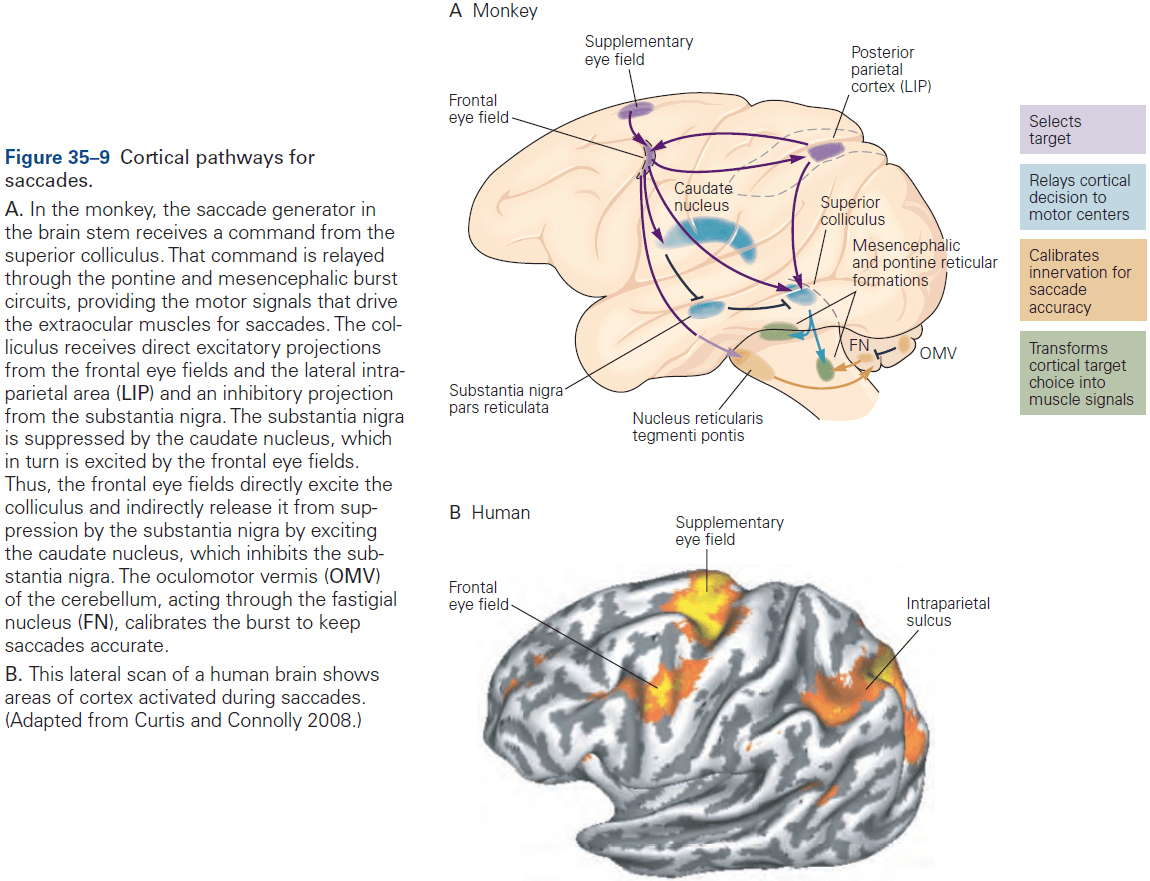 Figure 35–9 Cortical pathways for
saccades.
A. In the monkey, the saccade generator in
the brain stem receives a command from the
superior colliculus. That command is relayed
through the pontine and mesencephalic burst
circuits, providing the motor signals that drive
the extraocular muscles for saccades. The col-
liculus receives direct excitatory projections
from the frontal eye fields and the lateral intra-
parietal area (LIP) and an inhibitory projection
from the substantia nigra. The substantia nigra
is suppressed by the caudate nucleus, which
in turn is excited by the frontal eye fields.
Thus, the frontal eye fields directly excite the
colliculus and indirectly release it from sup-
pression by the substantia nigra by exciting
the caudate nucleus, which inhibits the sub-
stantia nigra. The oculomotor vermis (OMV)
of the cerebellum, acting through the fastigial
nucleus (FN), calibrates the burst to keep
saccades accurate.
B. This lateral scan of a human brain shows
areas of cortex activated during saccades.
(Adapted from Curtis and Connolly 2008.)
A Monkey
Supplementary
eye field
Posterior
parietal
cortex (LIP)
Frontal
eye field
Caudate
nucleus
Superior
colliculus
Mesencephalic
and pontine reticular
formations
FN
OMV
Substantia nigra
pars reticulata
Nucleus reticularis
tegmenti pontis
Selects
target
Relays cortical
decision to
motor centers
Calibrates
innervation for
saccade
accuracy
Transforms
cortical target
choice into
muscle signals
B Human
Supplementary
eye field
Frontal
eye field
Intraparietal
sulcus